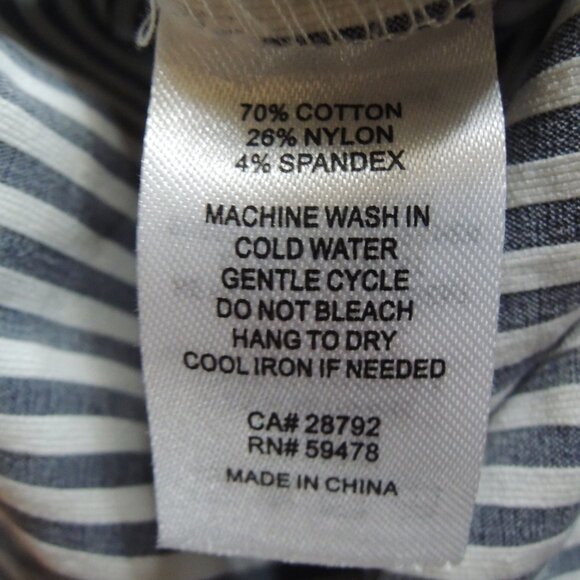 70% COTTON
26% NYLON
4% SPANDEX
MACHINE WASH IN
COLD WATER
GENTLE CYCLE
DO NOT BLEACH
HANG TO DRY
COOL IRON IF NEEDED
CA# 28792
RN# 59478
MADE IN CHINA